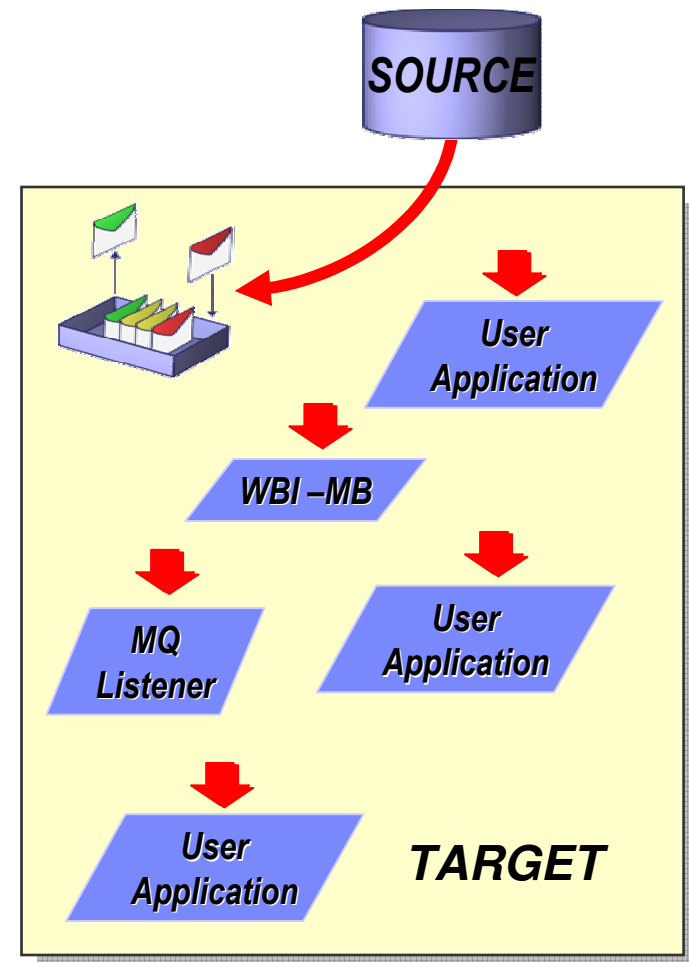 SOURCE
User
Application
WBI –MB
MQ
Listener
User
Application
User
Application
TARGET